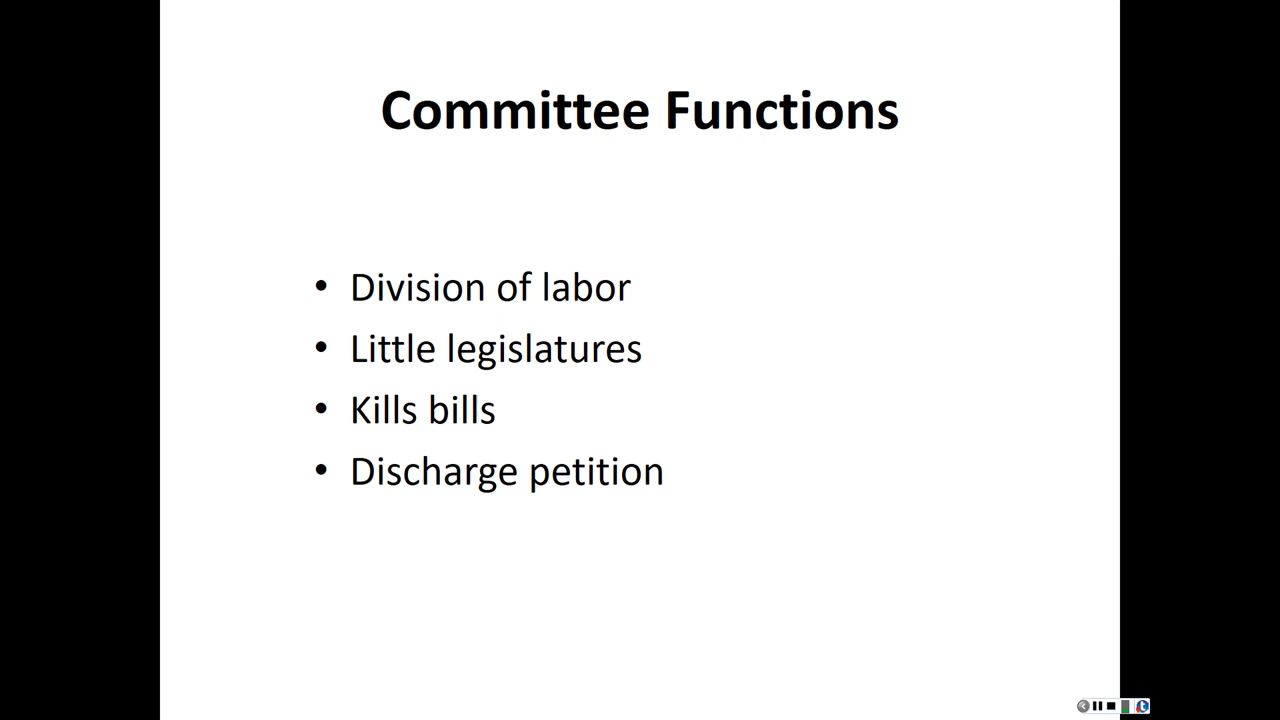 Committee Functions
• Division of labor
• Little legislatures
• Kills bills
• Discharge petition